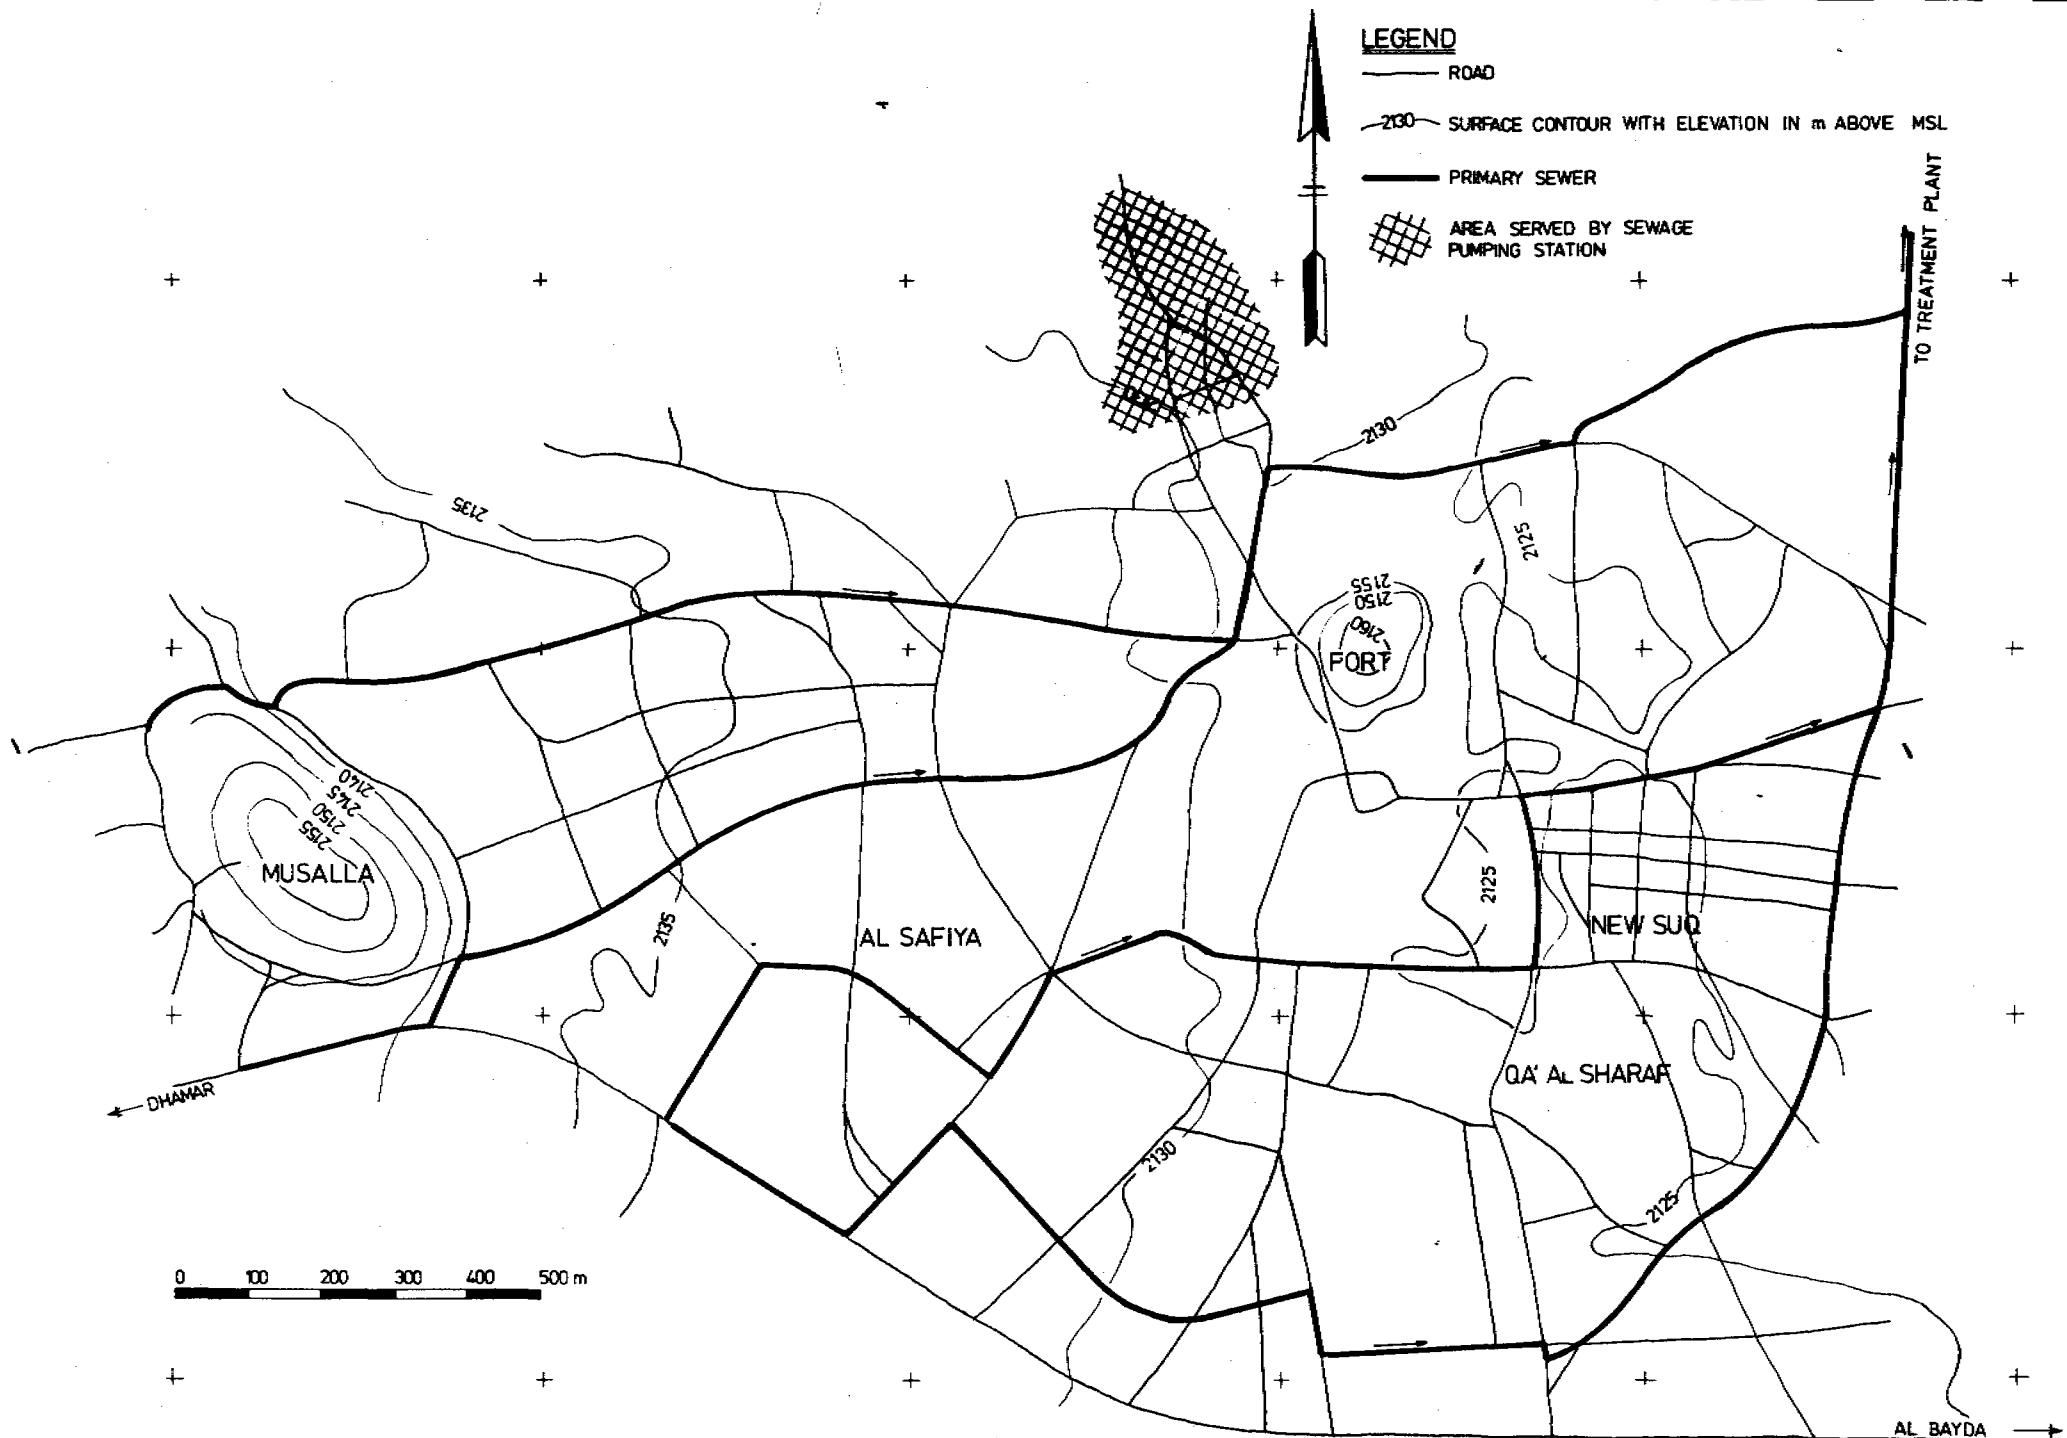 LEGEND
ROAD
2130 SURFACE CONTOUR WITH ELEVATION IN m ABOVE MSL
PRIMARY SEWER
AREA SERVED BY SEWAGE
PUMPING STATION
TO TREATMENT PLANT
2130
2130
2135
2125
2155
2150
2160
FORT
2140
2145
2150
2155
MUSALLA
2125
2135
AL SAFIYA
NEW SUQ
QA' AL SHARAF
DHAMAR
2130
2125
0 100 200 300 400 500 m
AL BAYDA